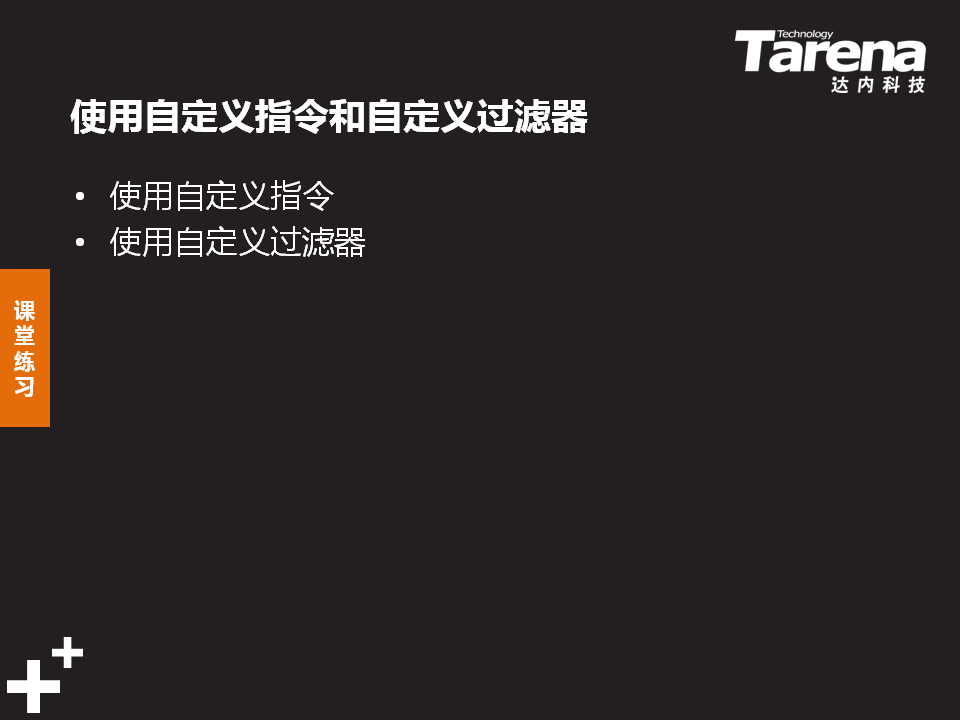 Technology
Tarena
达内科技
使用自定义指令和自定义过滤器
• 使用自定义指令
• 使用自定义过滤器
课堂练习